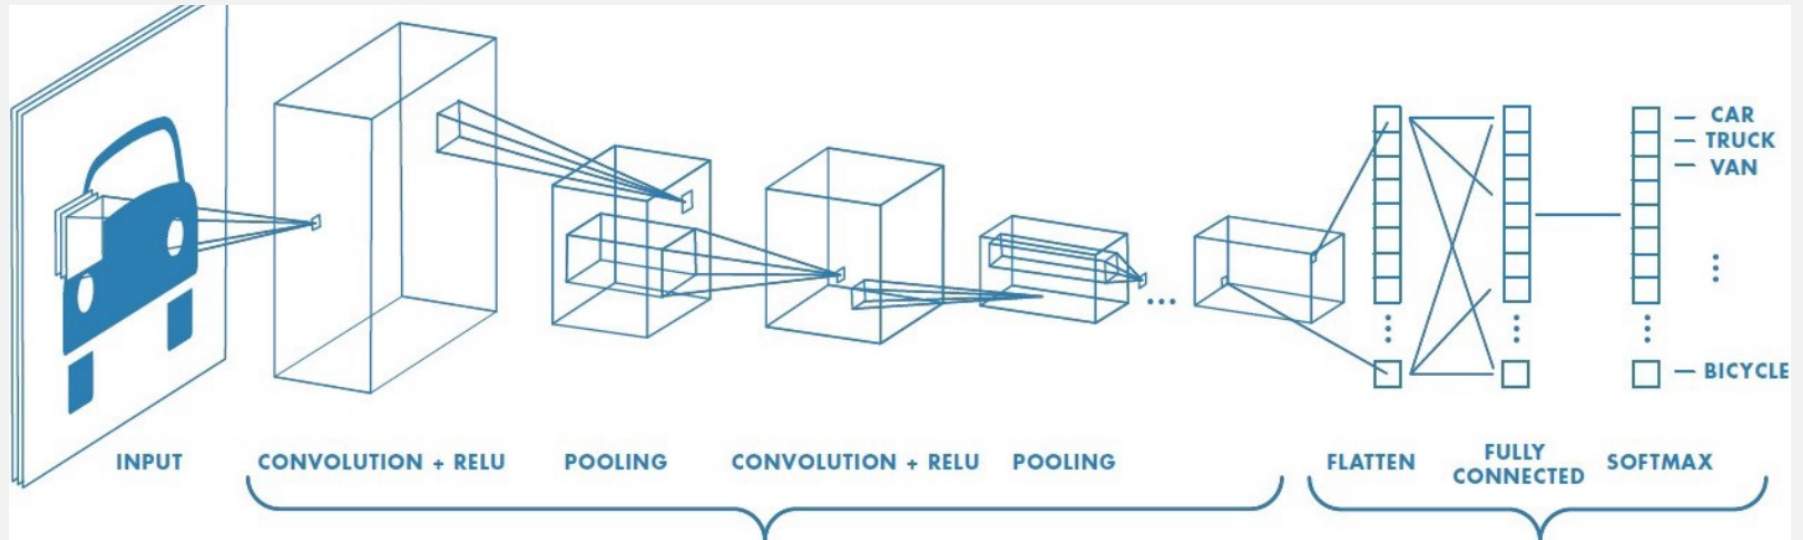 CAR
TRUCK
VAN
BICYCLE
INPUT
CONVOLUTION + RELU
POOLING
CONVOLUTION + RELU
POOLING
FLATTEN
FULLY
CONNECTED
SOFTMAX